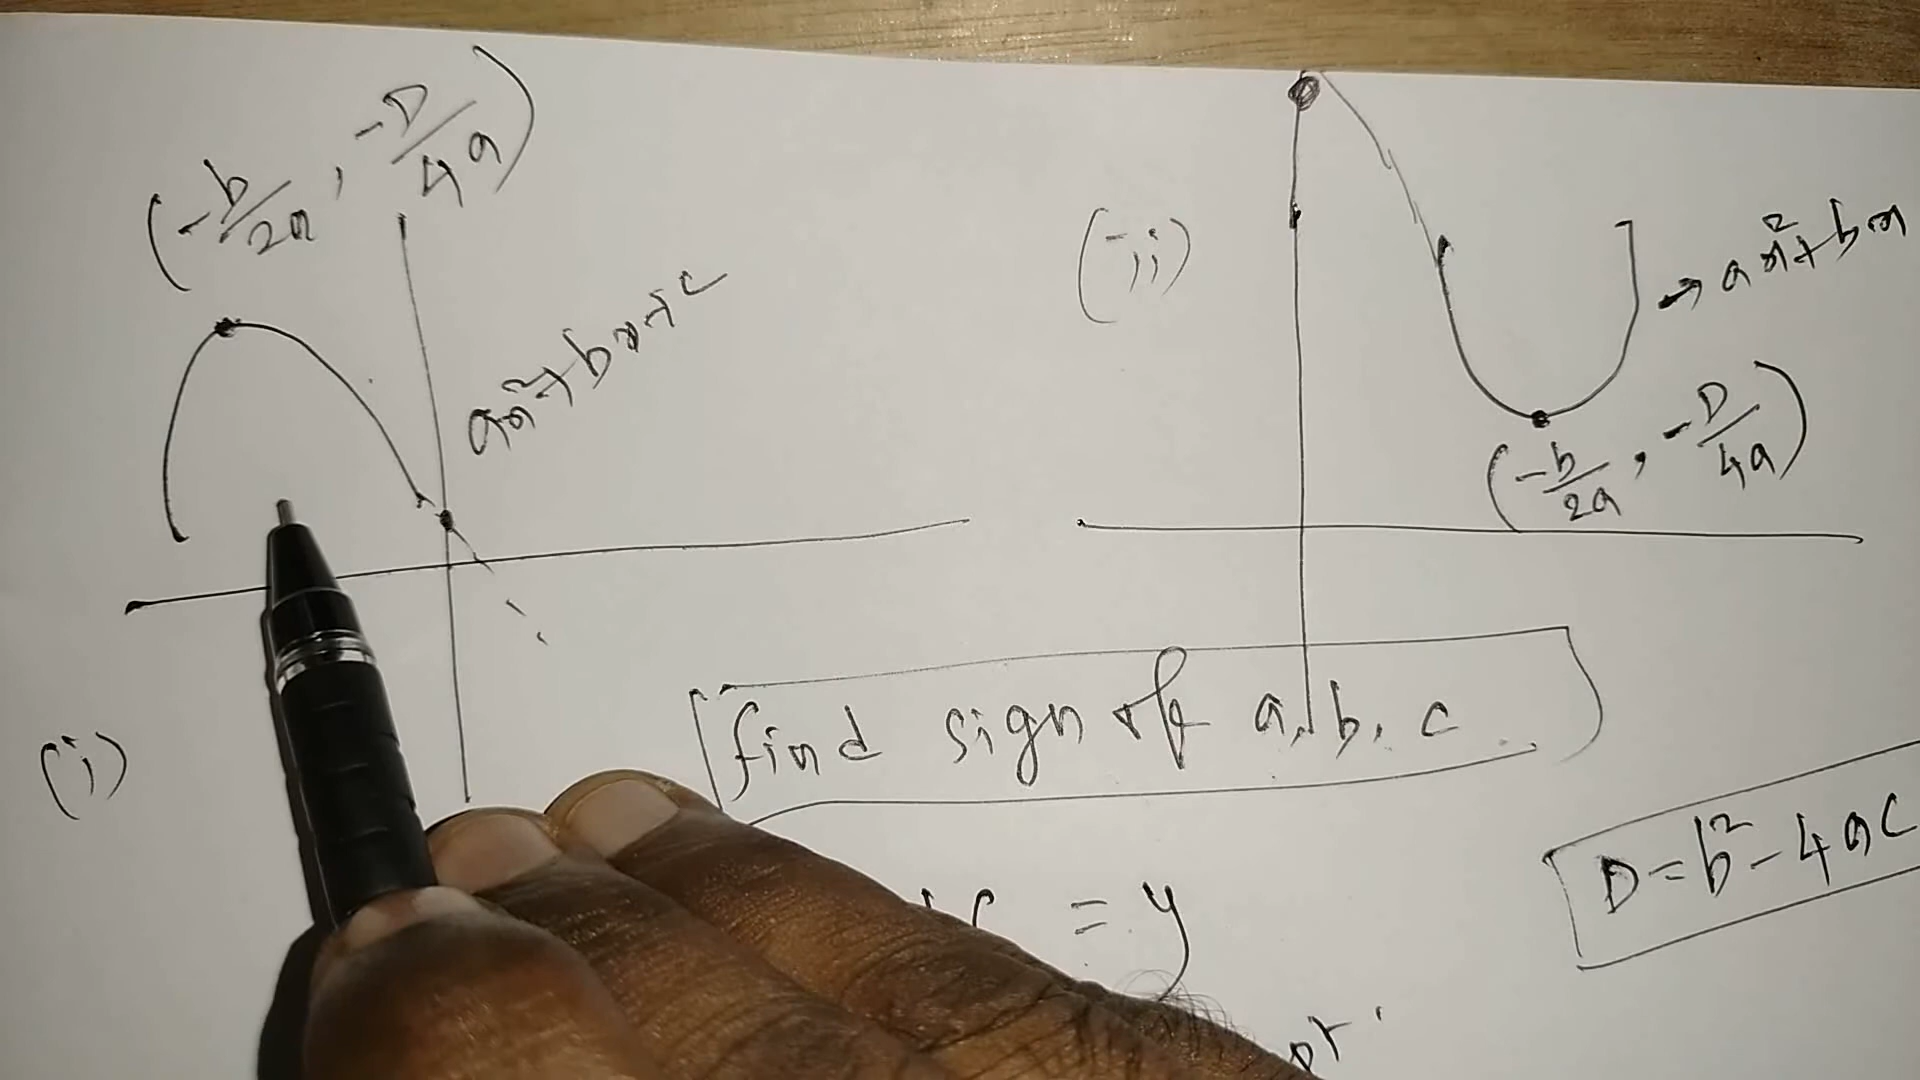 (-b/2a, -D/4a)
ax²+bx+c
(i)
(ii)
→ ax²+bx
(-b/2a, -D/4a)
find sign of a, b, c
D=b²-4ac
c = y